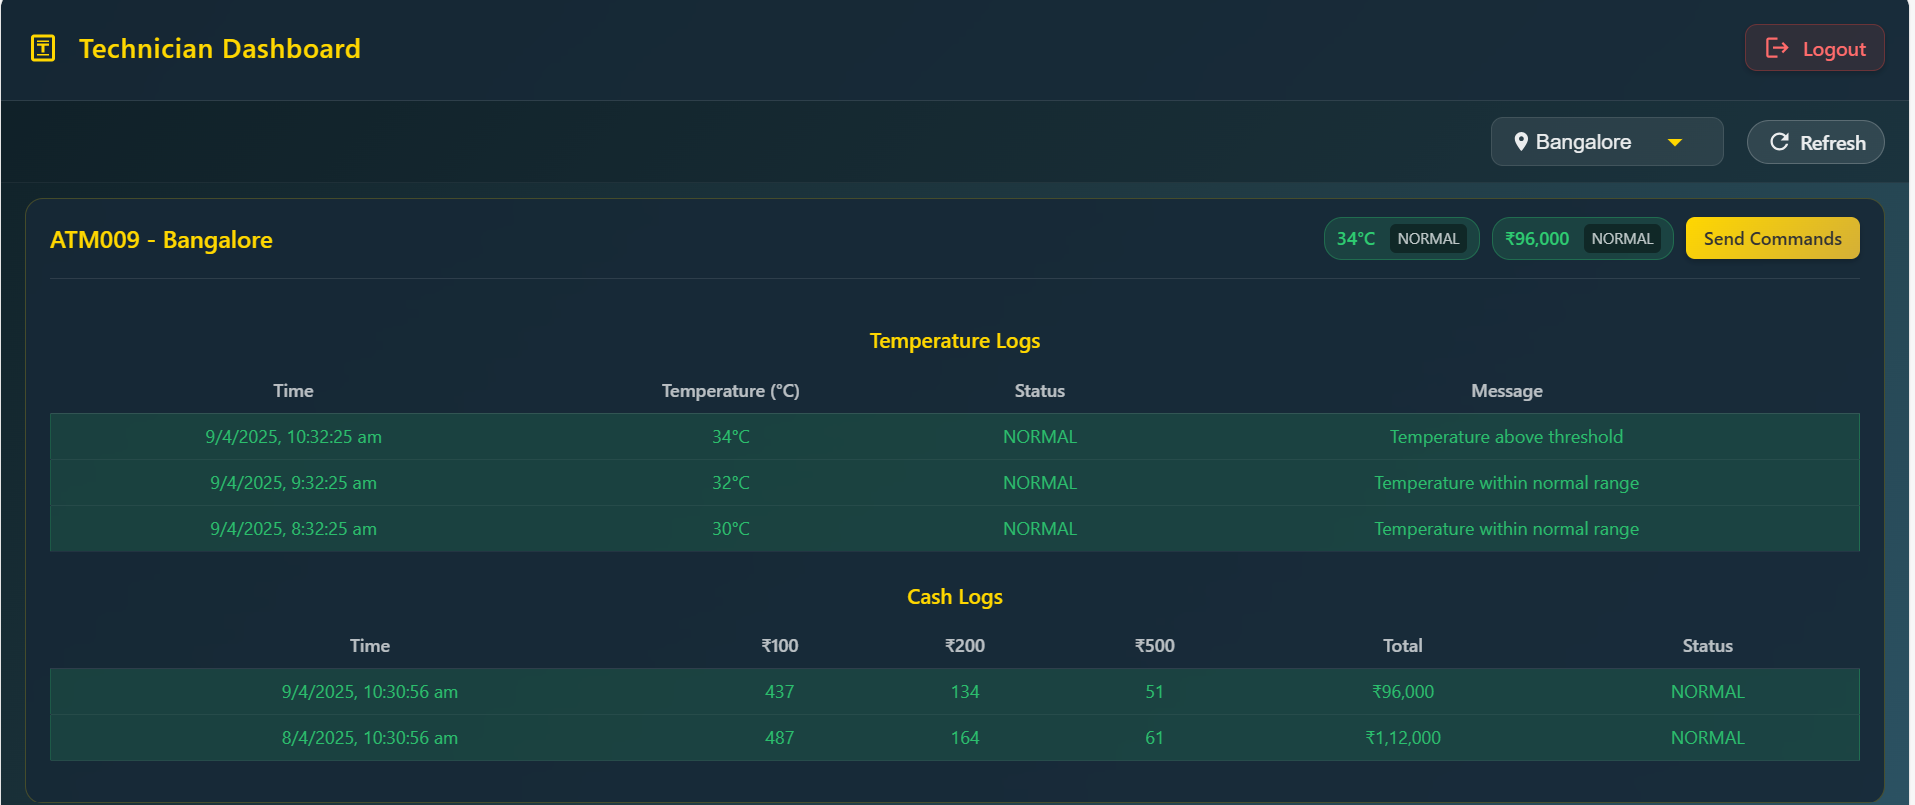 Technician Dashboard
Logout
Bangalore
Refresh
ATM009 - Bangalore
34°C NORMAL ₹96,000 NORMAL Send Commands
Temperature Logs
Time Temperature (°C) Status Message
9/4/2025, 10:32:25 am 34°C NORMAL Temperature above threshold
9/4/2025, 9:32:25 am 32°C NORMAL Temperature within normal range
9/4/2025, 8:32:25 am 30°C NORMAL Temperature within normal range
Cash Logs
Time ₹100 ₹200 ₹500 Total Status
9/4/2025, 10:30:56 am 437 134 51 ₹96,000 NORMAL
8/4/2025, 10:30:56 am 487 164 61 ₹1,12,000 NORMAL